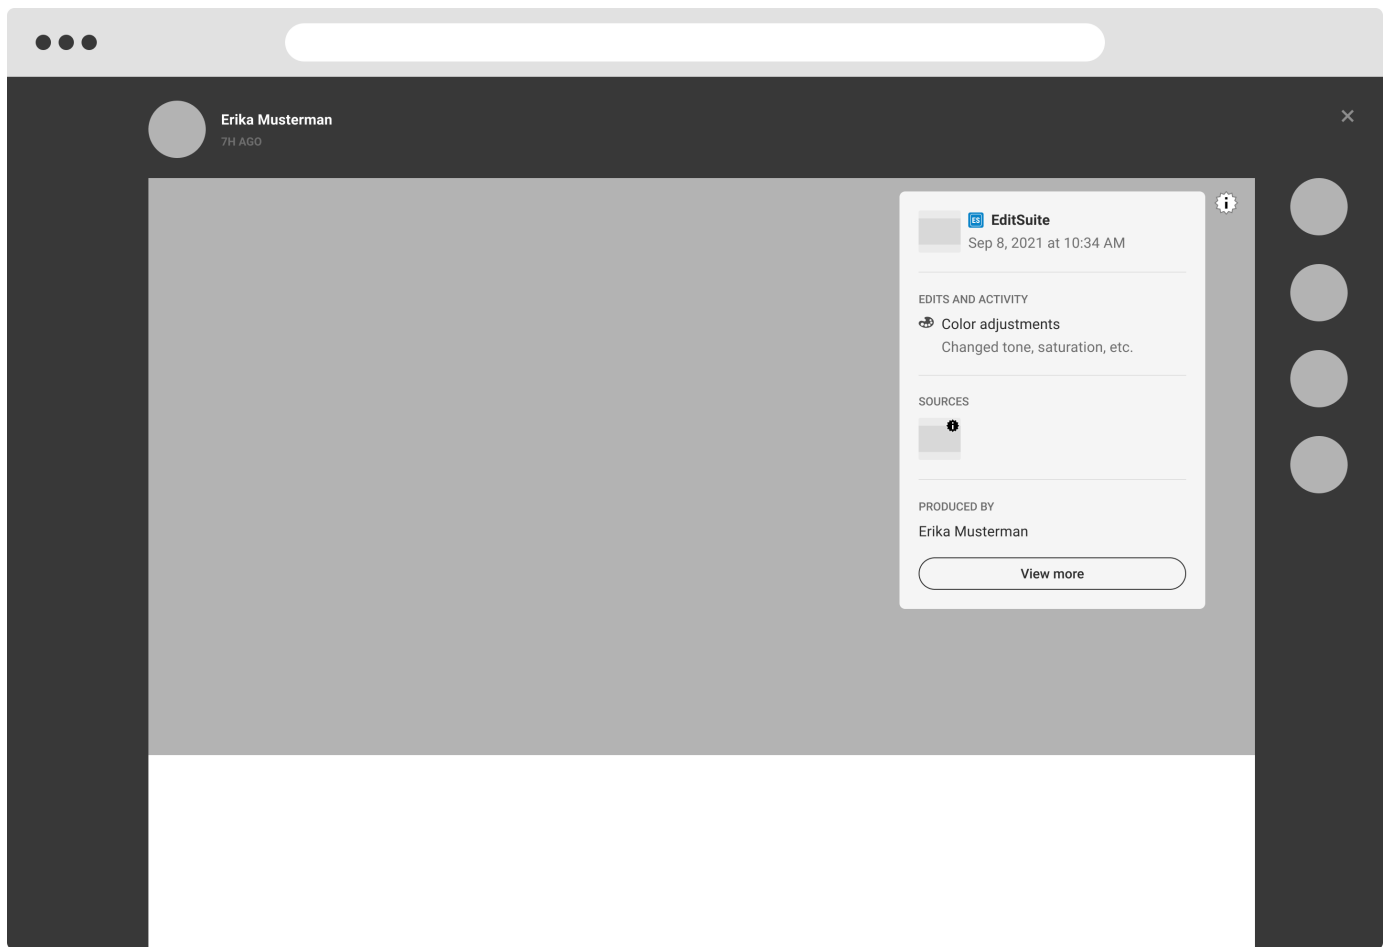 Erika Musterman
7H AGO
ES EditSuite
Sep 8, 2021 at 10:34 AM
EDITS AND ACTIVITY
Color adjustments
Changed tone, saturation, etc.
SOURCES
PRODUCED BY
Erika Musterman
View more